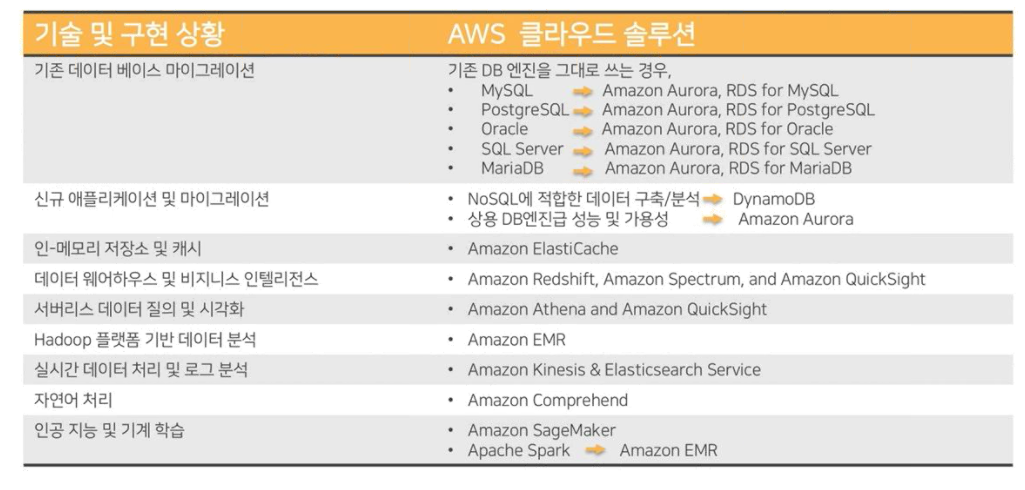 기술 및 구현 상황 AWS 클라우드 솔루션
기존 데이터 베이스 마이그레이션 기존 DB 엔진을 그대로 쓰는 경우,
• MySQL ➡ Amazon Aurora, RDS for MySQL
• PostgreSQL ➡ Amazon Aurora, RDS for PostgreSQL
• Oracle ➡ Amazon Aurora, RDS for Oracle
• SQL Server ➡ Amazon Aurora, RDS for SQL Server
• MariaDB ➡ Amazon Aurora, RDS for MariaDB
신규 애플리케이션 및 마이그레이션 • NoSQL에 적합한 데이터 구축/분석 ➡ DynamoDB
• 상용 DB엔진급 성능 및 가용성 ➡ Amazon Aurora
인-메모리 저장소 및 캐시 • Amazon ElastiCache
데이터 웨어하우스 및 비지니스 인텔리전스 • Amazon Redshift, Amazon Spectrum, and Amazon QuickSight
서버리스 데이터 질의 및 시각화 • Amazon Athena and Amazon QuickSight
Hadoop 플랫폼 기반 데이터 분석 • Amazon EMR
실시간 데이터 처리 및 로그 분석 • Amazon Kinesis & Elasticsearch Service
자연어 처리 • Amazon Comprehend
인공 지능 및 기계 학습 • Amazon SageMaker
• Apache Spark ➡ Amazon EMR